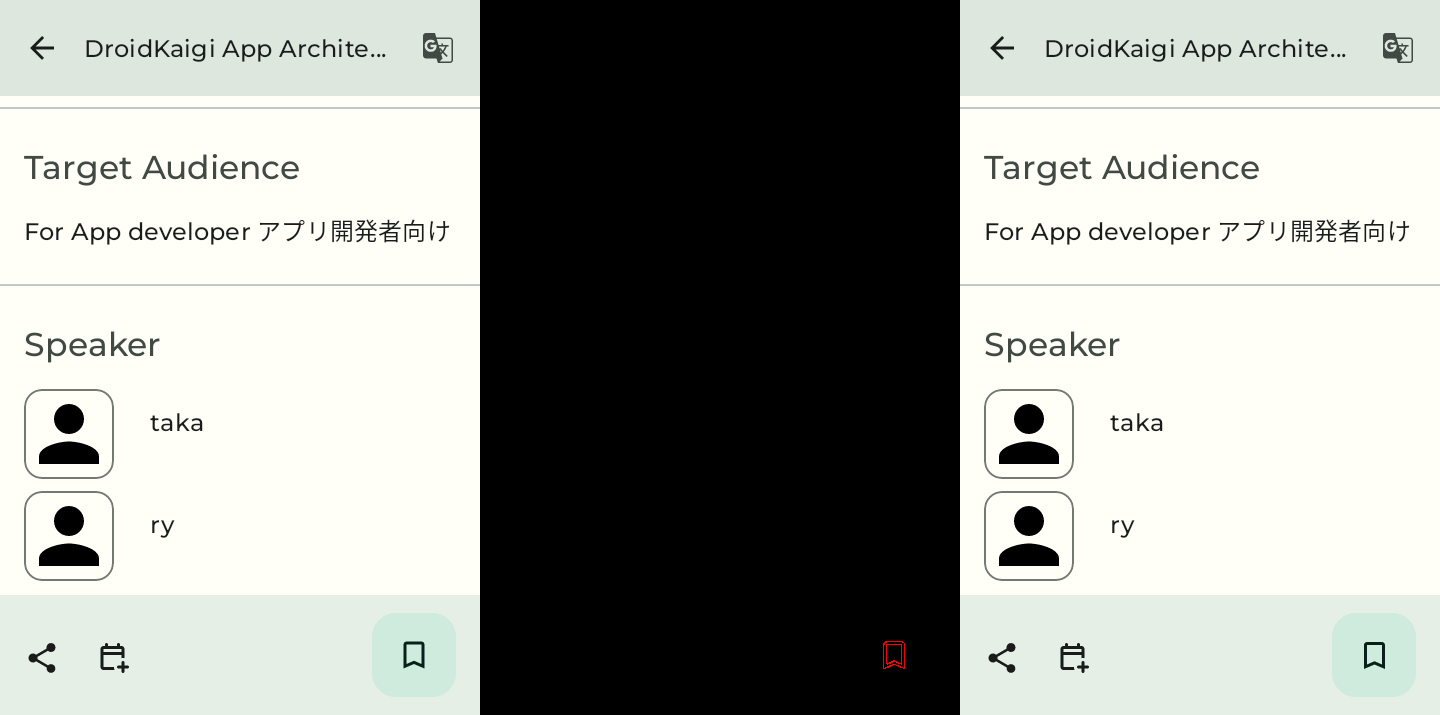 DroidKaigi App Archite...
Target Audience
For App developer アプリ開発者向け
Speaker
taka
ry
DroidKaigi App Archite...
Target Audience
For App developer アプリ開発者向け
Speaker
taka
ry